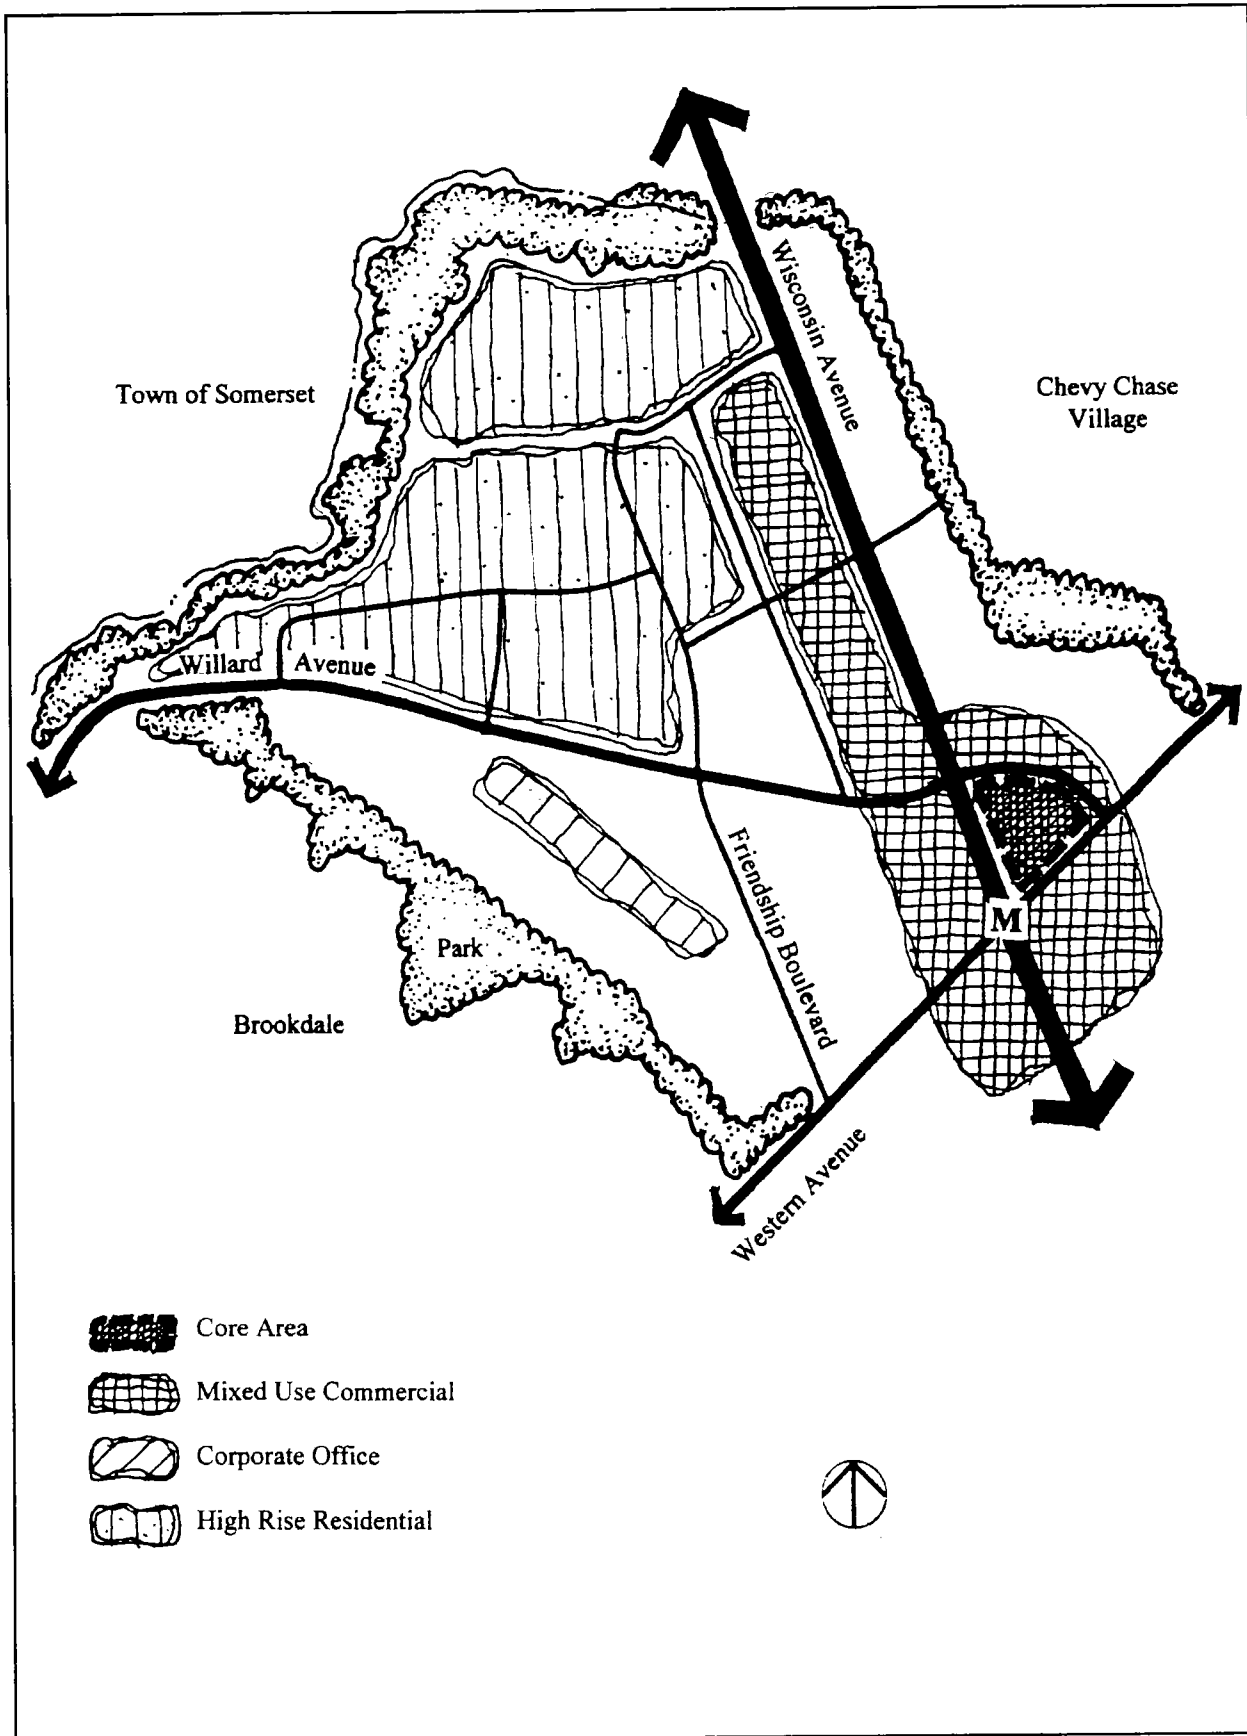 Wisconsin Avenue
Town of Somerset
Chevy Chase
Village
Willard Avenue
Friendship Boulevard
M
Park
Brookdale
Western Avenue
Core Area
Mixed Use Commercial
Corporate Office
High Rise Residential